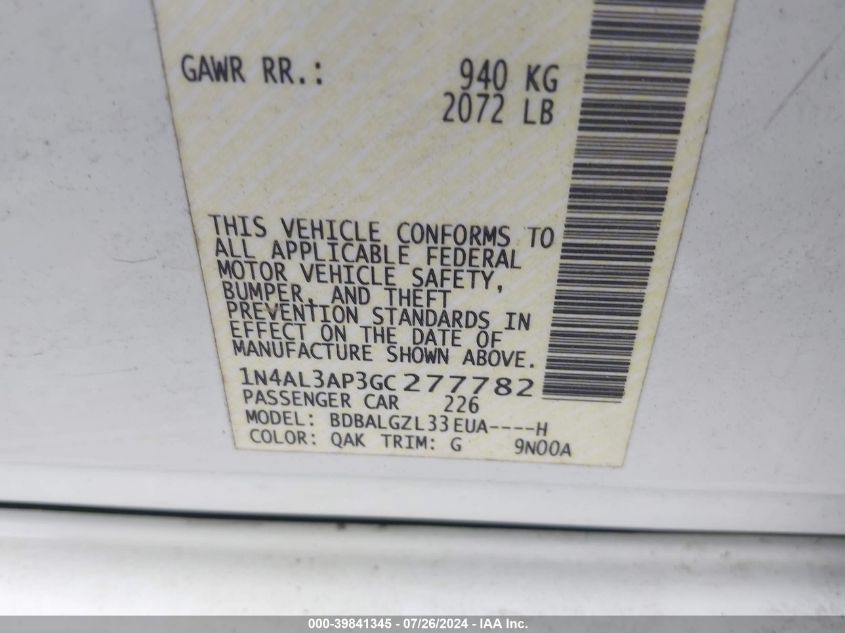 GAWR RR.: 940 KG
2072 LB
THIS VEHICLE CONFORMS TO
ALL APPLICABLE FEDERAL
MOTOR VEHICLE SAFETY,
BUMPER, AND THEFT
PREVENTION STANDARDS IN
EFFECT ON THE DATE OF
MANUFACTURE SHOWN ABOVE.
1N4AL3AP3GC277782
PASSENGER CAR 226
MODEL: BDBALGZL33EUA----H
COLOR: QAK TRIM: G 9N00A
000-39841345 / 07/26/2024 - IAA Inc.